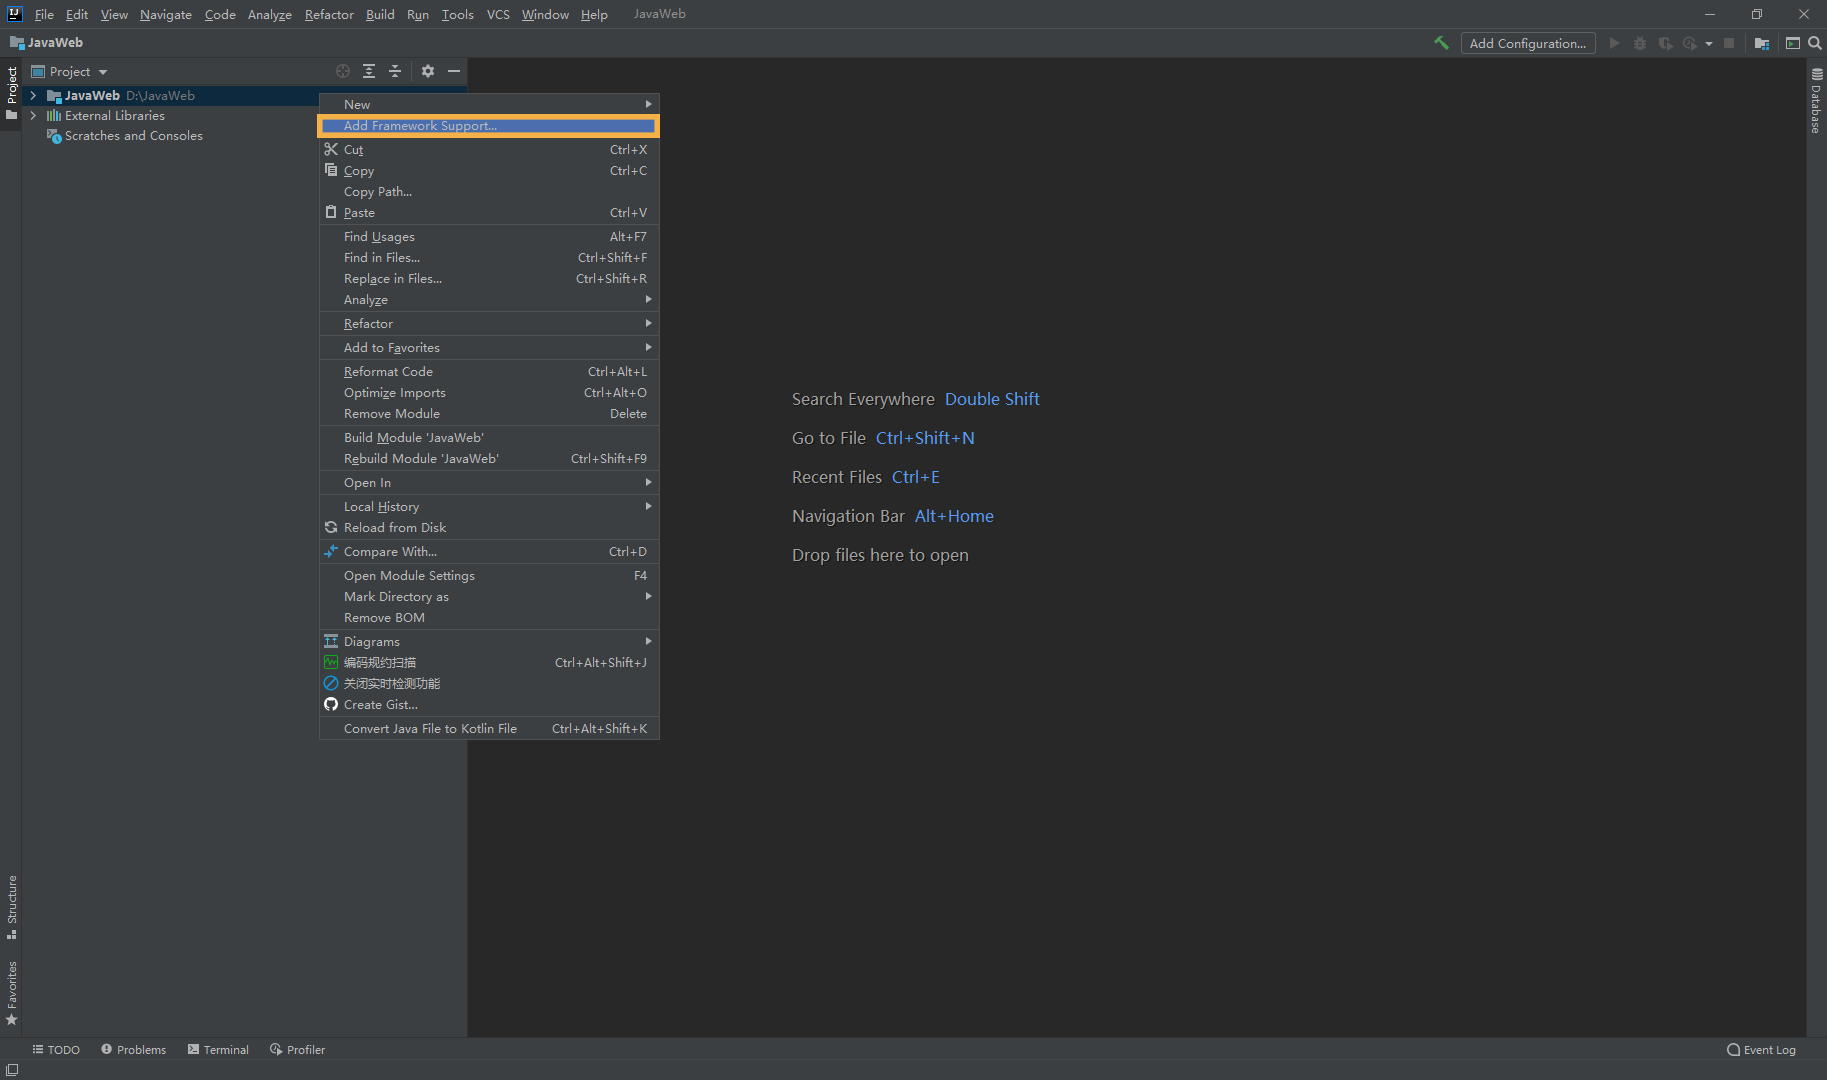 File Edit View Navigate Code Analyze Refactor Build Run Tools VCS Window Help JavaWeb
JavaWeb
Add Configuration...
Project
Project
JavaWeb D:\JavaWeb
External Libraries
Scratches and Consoles
New
Add Framework Support...
Cut Ctrl+X
Copy Ctrl+C
Copy Path...
Paste Ctrl+V
Find Usages Alt+F7
Find in Files... Ctrl+Shift+F
Replace in Files... Ctrl+Shift+R
Analyze
Refactor
Add to Favorites
Reformat Code Ctrl+Alt+L
Optimize Imports Ctrl+Alt+O
Remove Module Delete
Build Module 'JavaWeb'
Rebuild Module 'JavaWeb' Ctrl+Shift+F9
Open In
Local History
Reload from Disk
Compare With... Ctrl+D
Open Module Settings F4
Mark Directory as
Remove BOM
Diagrams
编码规约扫描 Ctrl+Alt+Shift+J
关闭实时检测功能
Create Gist...
Convert Java File to Kotlin File Ctrl+Alt+Shift+K
Search Everywhere Double Shift
Go to File Ctrl+Shift+N
Recent Files Ctrl+E
Navigation Bar Alt+Home
Drop files here to open
Database
Structure
Favorites
TODO Problems Terminal Profiler Event Log